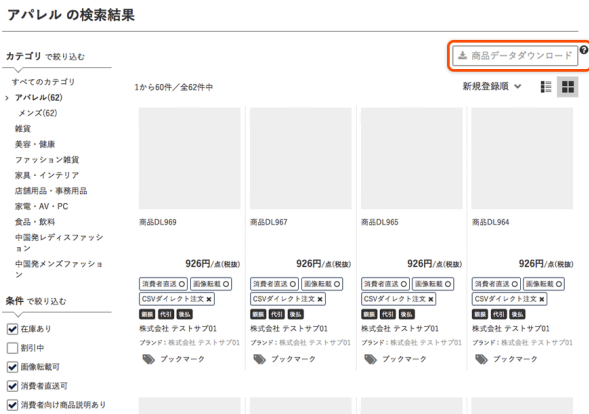 アパレル の検索結果
カテゴリ で絞り込む
商品データダウンロード ?
すべてのカテゴリ
アパレル(62)
メンズ(62)
雑貨
美容・健康
ファッション雑貨
家具・インテリア
店舗用品・事務用品
家電・AV・PC
食品・飲料
中国発レディスファッシ
ョン
中国発メンズファッショ
ン
条件 で絞り込む
在庫あり
割引中
画像転載可
消費者直送可
消費者向け商品説明あり
1から60件／全62件中
新規登録順
商品DL969 商品DL967 商品DL965 商品DL964
926円/点(税抜) 926円/点(税抜) 926円/点(税抜) 926円/点(税抜)
消費者直送 画像転載 消費者直送 画像転載 消費者直送 画像転載 消費者直送 画像転載
CSVダイレクト注文 CSVダイレクト注文 CSVダイレクト注文 CSVダイレクト注文
銀振 代引 後払 銀振 代引 後払 銀振 代引 後払 銀振 代引 後払
株式会社 テストサプ01 株式会社 テストサプ01 株式会社 テストサプ01 株式会社 テストサプ01
ブランド：株式会社 テストサプ01 ブランド：株式会社 テストサプ01 ブランド：株式会社 テストサプ01 ブランド：株式会社 テストサプ01
ブックマーク ブックマーク ブックマーク ブックマーク